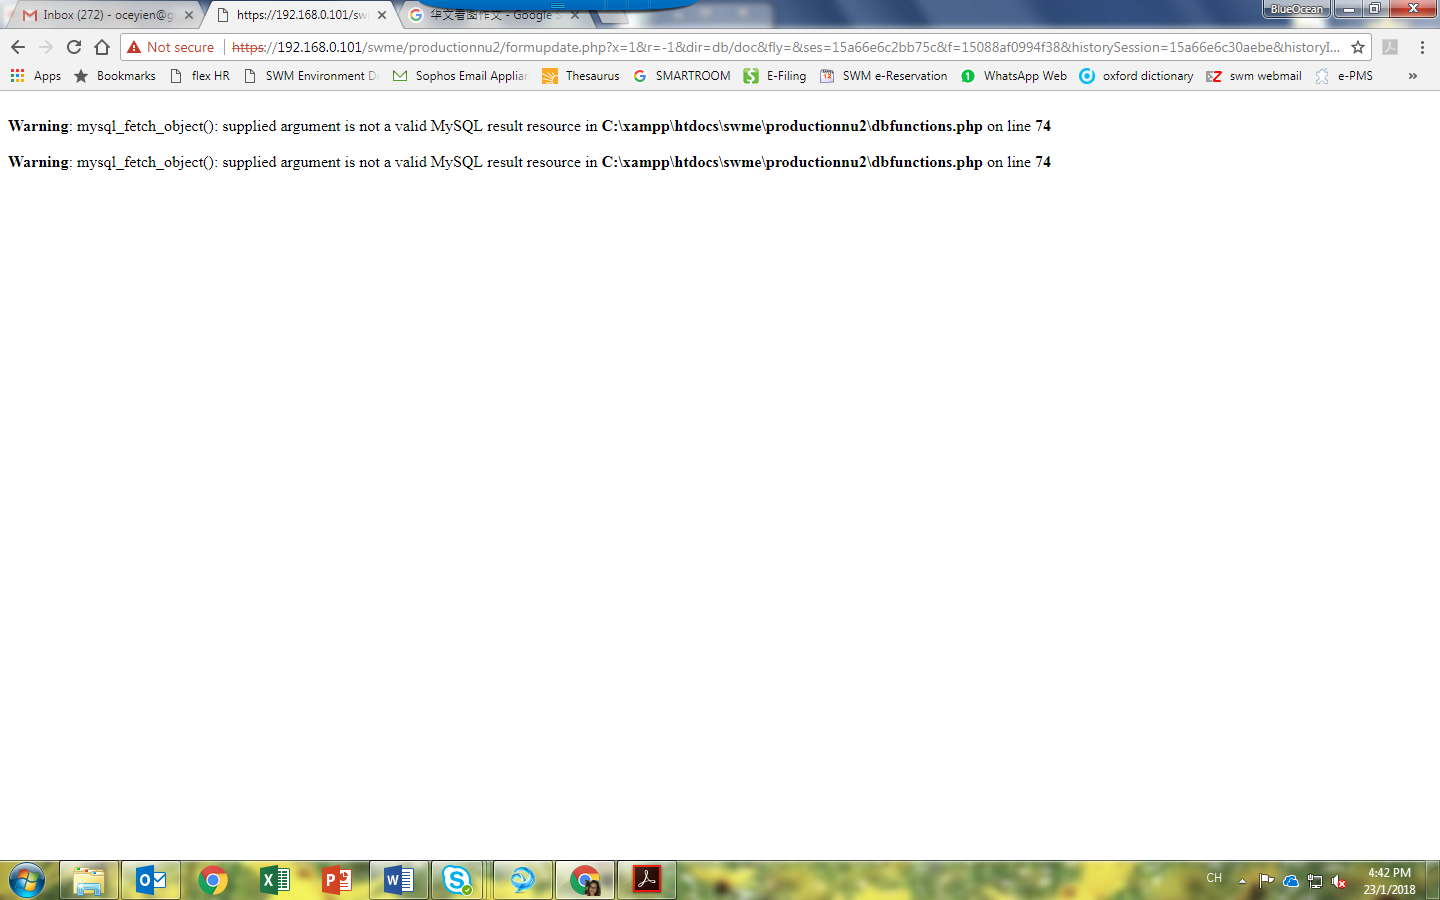 Inbox (272) - oceyien@g
https://192.168.0.101/sw
华文看图作文 - Google S
BlueOcean
Not secure https://192.168.0.101/swme/productionnu2/formupdate.php?x=1&r=-1&dir=db/doc&fly=&ses=15a66e6c2bb75c&f=15088af0994f38&historySession=15a66e6c30aebe&historyI...
Apps Bookmarks flex HR SWM Environment D Sophos Email Applian Thesaurus SMARTROOM E-Filing SWM e-Reservation WhatsApp Web oxford dictionary swm webmail e-PMS »
Warning: mysql_fetch_object(): supplied argument is not a valid MySQL result resource in C:\xampp\htdocs\swme\productionnu2\dbfunctions.php on line 74
Warning: mysql_fetch_object(): supplied argument is not a valid MySQL result resource in C:\xampp\htdocs\swme\productionnu2\dbfunctions.php on line 74
CH
4:42 PM
23/1/2018